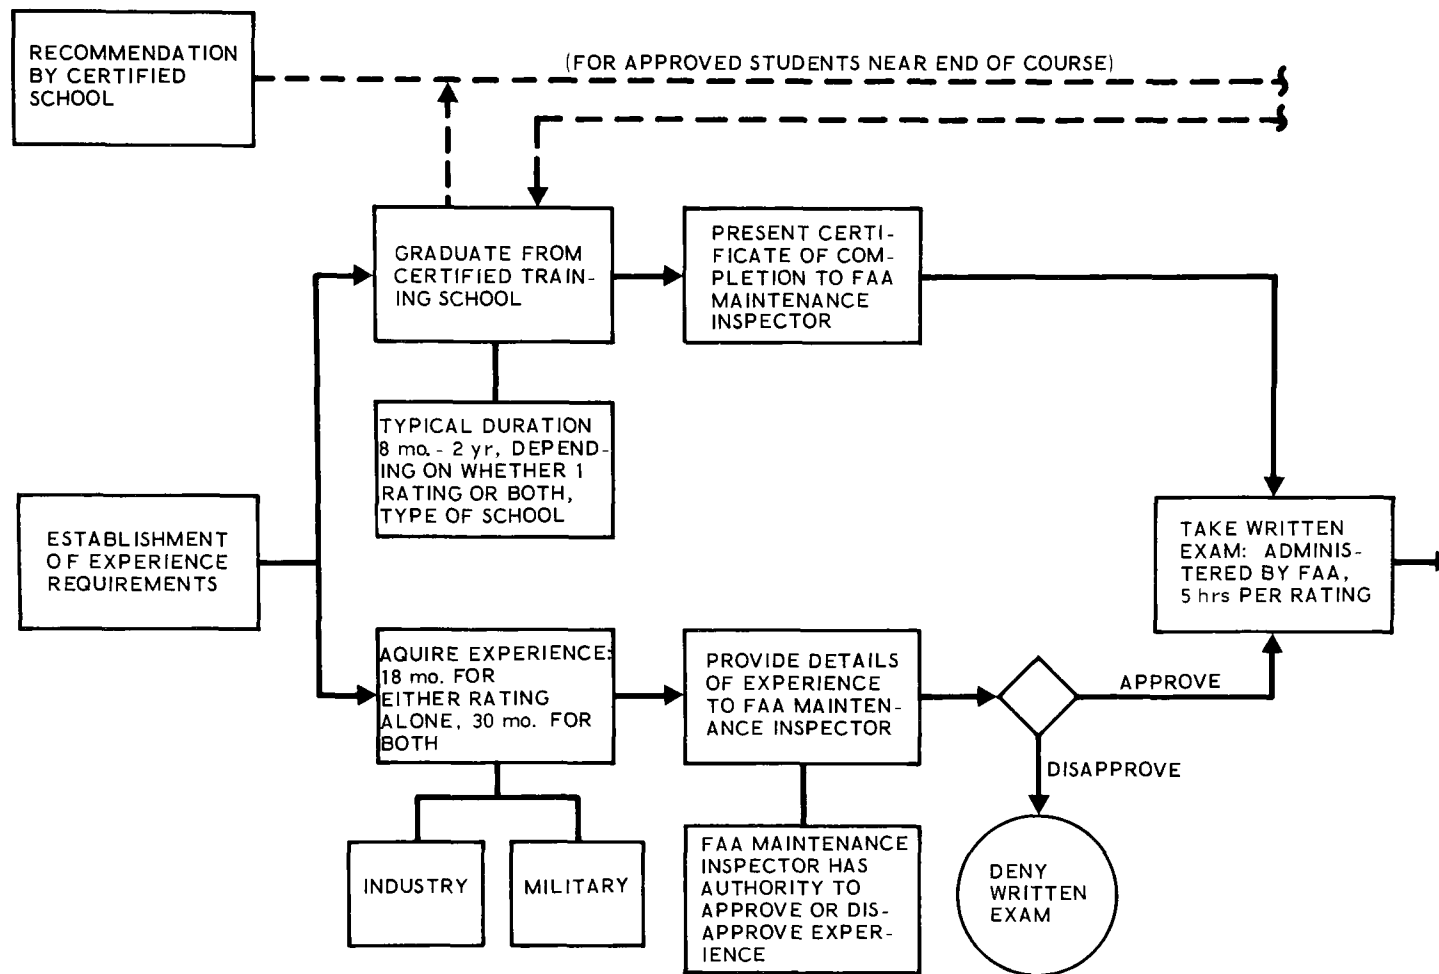 RECOMMENDATION
BY CERTIFIED
SCHOOL
(FOR APPROVED STUDENTS NEAR END OF COURSE)
GRADUATE FROM
CERTIFIED TRAIN-
ING SCHOOL
PRESENT CERTI-
FICATE OF COM-
PLETION TO FAA
MAINTENANCE
INSPECTOR
TYPICAL DURATION
8 mo. - 2 yr, DEPEND-
ING ON WHETHER 1
RATING OR BOTH,
TYPE OF SCHOOL
ESTABLISHMENT
OF EXPERIENCE
REQUIREMENTS
TAKE WRITTEN
EXAM: ADMINIS-
TERED BY FAA,
5 hrs PER RATING
AQUIRE EXPERIENCE:
18 mo. FOR
EITHER RATING
ALONE, 30 mo. FOR
BOTH
PROVIDE DETAILS
OF EXPERIENCE
TO FAA MAINTEN-
ANCE INSPECTOR
APPROVE
DISAPPROVE
INDUSTRY
MILITARY
FAA MAINTENANCE
INSPECTOR HAS
AUTHORITY TO
APPROVE OR DIS-
APPROVE EXPER-
IENCE
DENY
WRITTEN
EXAM